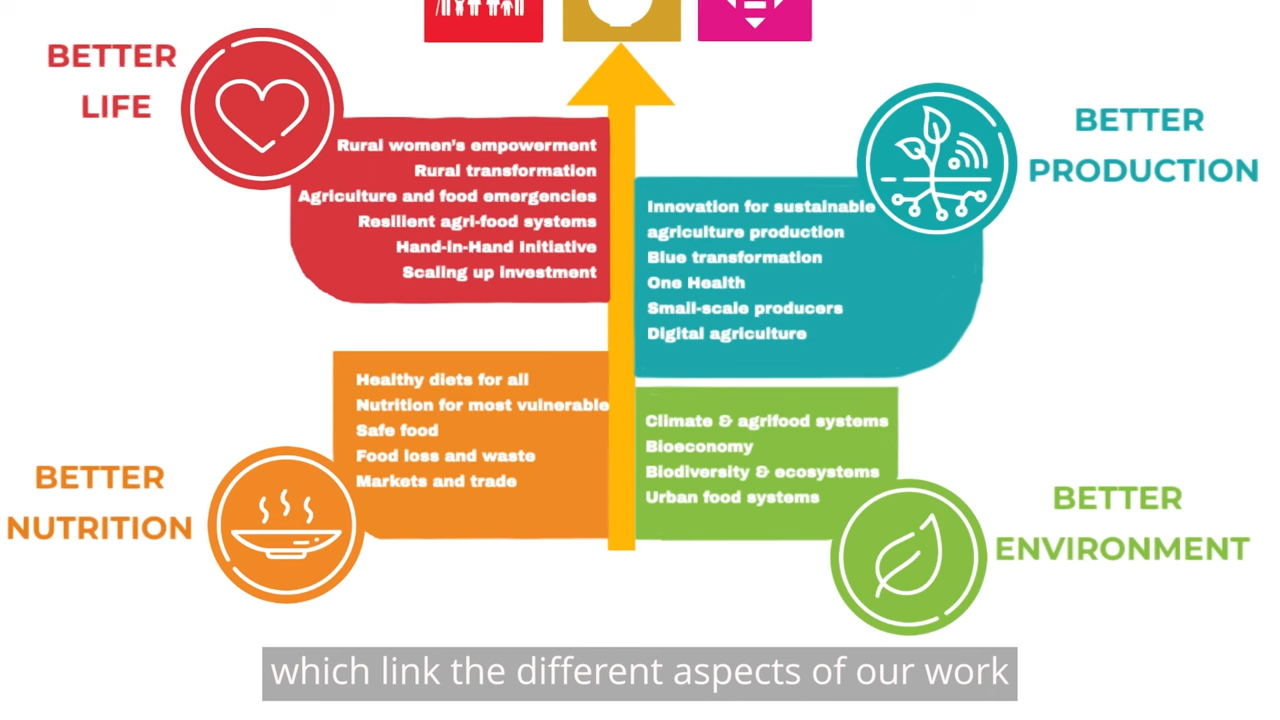 BETTER
LIFE
Rural women's empowerment
Rural transformation
Agriculture and food emergencies
Resilient agri-food systems
Hand-in-Hand Initiative
Scaling up investment
BETTER
PRODUCTION
Innovation for sustainable
agriculture production
Blue transformation
One Health
Small-scale producers
Digital agriculture
BETTER
NUTRITION
Healthy diets for all
Nutrition for most vulnerable
Safe food
Food loss and waste
Markets and trade
Climate & agrifood systems
Bioeconomy
Biodiversity & ecosystems
Urban food systems
BETTER
ENVIRONMENT
which link the different aspects of our work